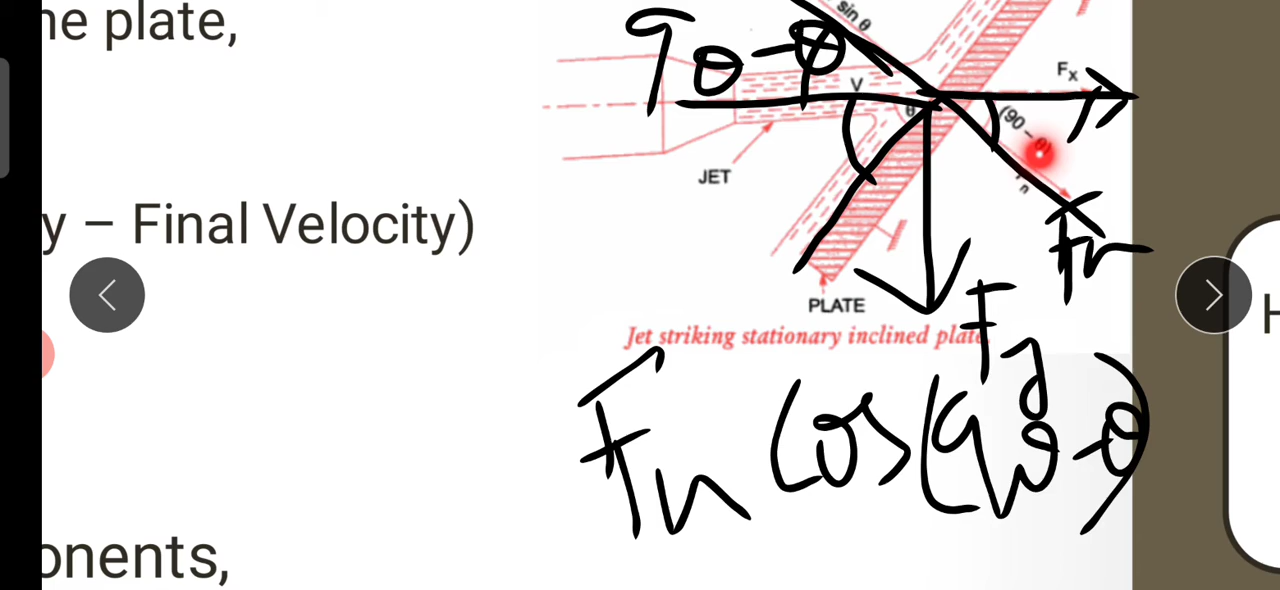 he plate,
sin θ
90-θ
V
Fx
θ
(90 – θ)
JET
n
y – Final Velocity)
Fn
PLATE
Fy
Jet striking stationary inclined plate
Fn Cos(90-θ)
H
onents,